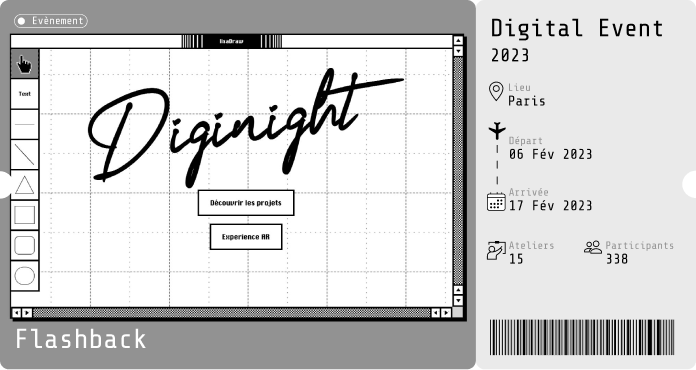 Evènement
InaDraw
Text
Diginight
Découvrir les projets
Experience AR
Flashback
Digital Event
2023
Lieu
Paris
Départ
06 Fév 2023
Arrivée
17 Fév 2023
Ateliers
15
Participants
338